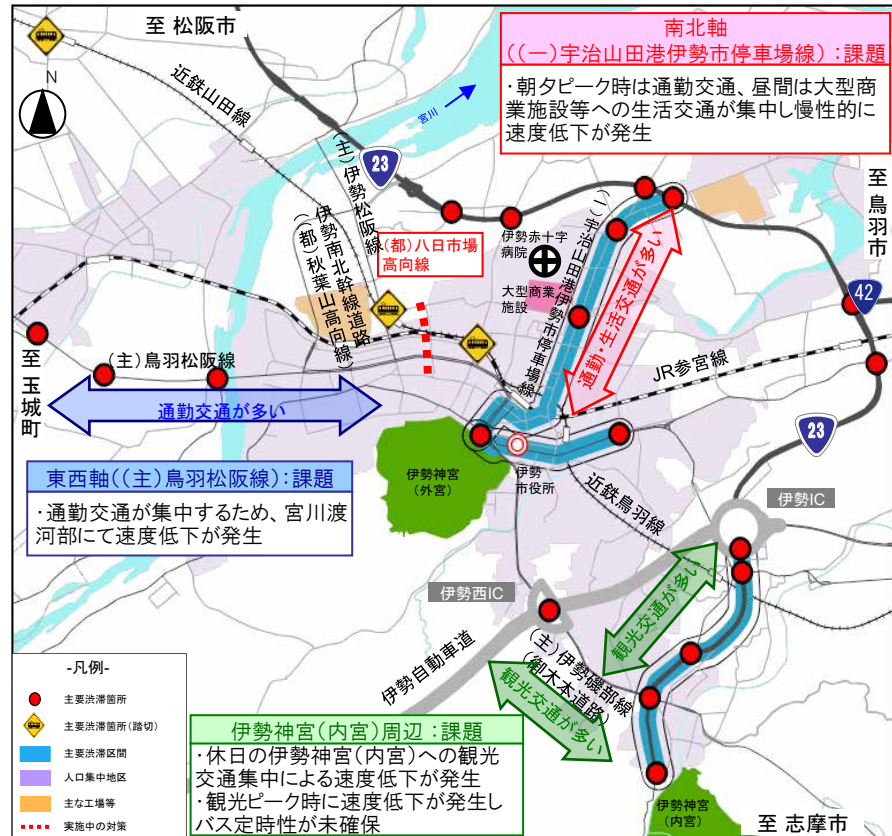 至 松阪市
N
近鉄山田線
宮川
23
(主)伊勢松阪線
伊勢南北幹線道路
(都)秋葉山高向線)
(都)八日市場
高向線
南北軸
((一)宇治山田港伊勢市停車場線):課題
・朝夕ピーク時は通勤交通、昼間は大型商
業施設等への生活交通が集中し慢性的に
速度低下が発生
至 鳥羽市
42
伊勢赤十字
病院
大型商業
施設
(一)宇治山田港伊勢市停車場線
通勤・生活交通が多い
JR参宮線
至 玉城町
(主)鳥羽松阪線
通勤交通が多い
東西軸((主)鳥羽松阪線):課題
・通勤交通が集中するため、宮川渡
河部にて速度低下が発生
伊勢神宮
(外宮)
伊勢
市役所
近鉄鳥羽線
23
伊勢IC
伊勢西IC
伊勢自動車道
(主)伊勢磯部線
(御木本道路)
観光交通が多い
観光交通が多い
伊勢神宮(内宮)周辺:課題
・休日の伊勢神宮(内宮)への観光
交通集中による速度低下が発生
・観光ピーク時に速度低下が発生し
バス定時性が未確保
伊勢神宮
(内宮)
至 志摩市
-凡例-
主要渋滞箇所
主要渋滞箇所(踏切)
主要渋滞区間
人口集中地区
主な工場等
実施中の対策